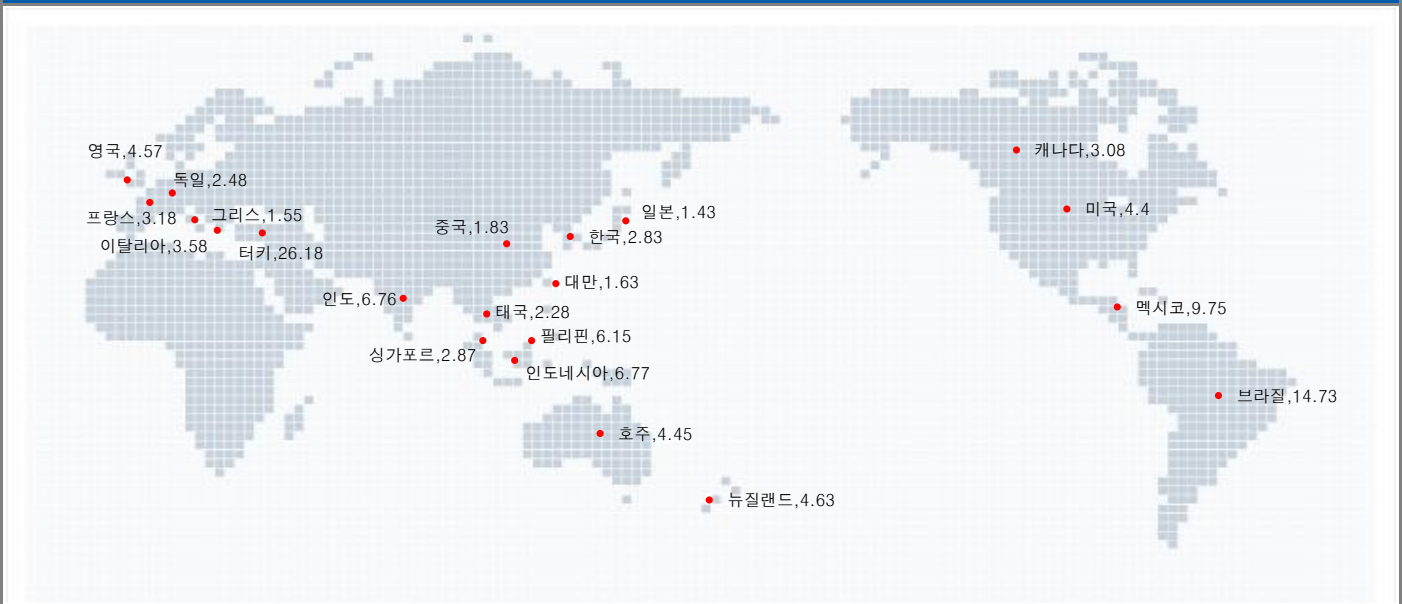 영국,4.57
캐나다,3.08
독일,2.48
프랑스,3.18
그리스,1.55
일본,1.43
미국,4.4
이탈리아,3.58
터키,26.18
중국,1.83
한국,2.83
대만,1.63
인도,6.76
태국,2.28
멕시코,9.75
싱가포르,2.87
필리핀,6.15
인도네시아,6.77
브라질,14.73
호주,4.45
뉴질랜드,4.63